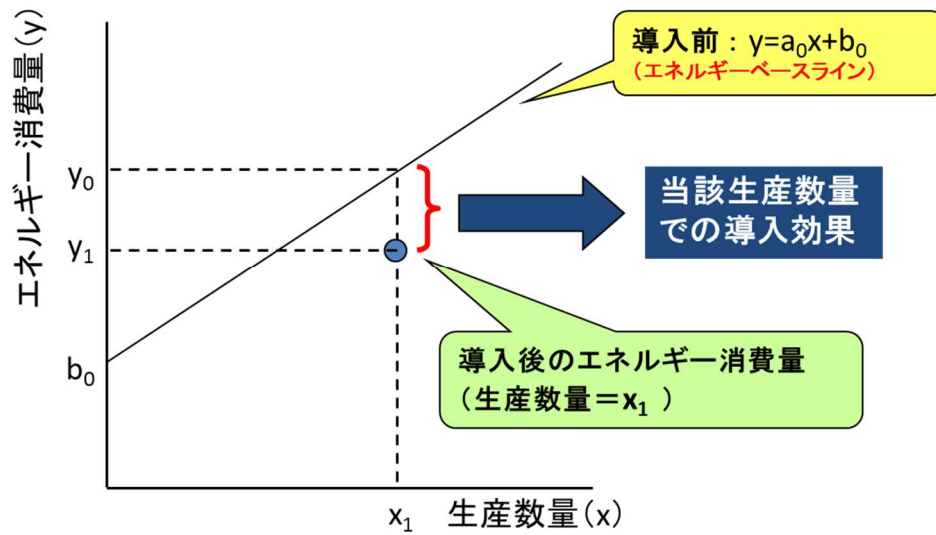 エネルギー消費量(y)
導入前：y=a₀x+b₀
(エネルギーベースライン)
y₀
y₁
b₀
当該生産数量
での導入効果
導入後のエネルギー消費量
(生産数量＝x₁ )
x₁
生産数量(x)